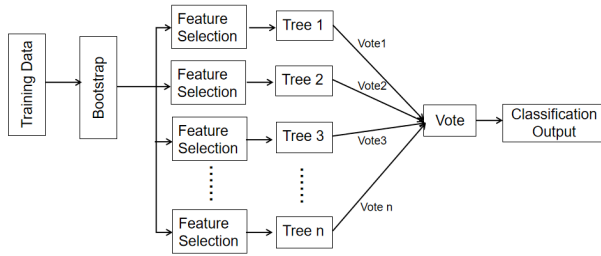 Training Data
Bootstrap
Feature
Selection
Tree 1
Vote1
Feature
Selection
Tree 2
Vote2
Feature
Selection
Tree 3
Vote3
Feature
Selection
Tree n
Vote n
Vote
Classification
Output